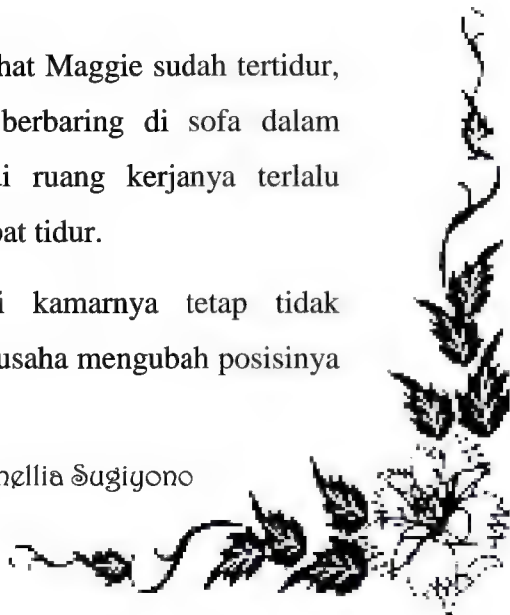 hat Maggie sudah tertidur,
berbaring di sofa dalam
i ruang kerjanya terlalu
pat tidur.
i kamarnya tetap tidak
usaha mengubah posisinya
ellia Sugiyono